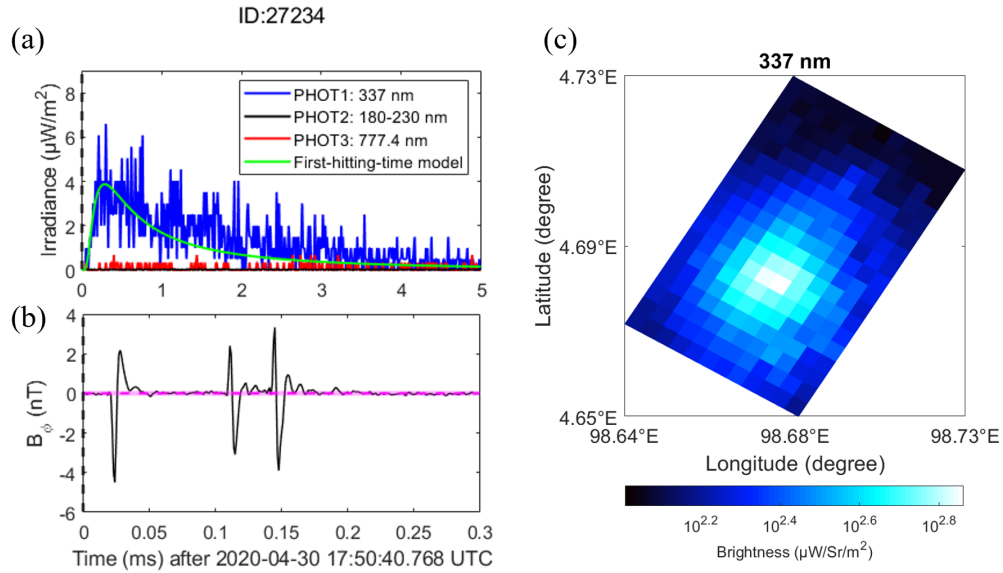 ID:27234
(a)
Irradiance (μW/m²)
8
6
4
2
0
PHOT1: 337 nm
PHOT2: 180-230 nm
PHOT3: 777.4 nm
First-hitting-time model
0 1 2 3 4 5
(b)
B_ϕ (nT)
4
2
0
-2
-4
-6
0 0.05 0.1 0.15 0.2 0.25 0.3
Time (ms) after 2020-04-30 17:50:40.768 UTC
(c)
337 nm
Latitude (degree)
4.73°E
4.69°E
4.65°E
98.64°E 98.68°E 98.73°E
Longitude (degree)
10^2.2 10^2.4 10^2.6 10^2.8
Brightness (μW/Sr/m²)